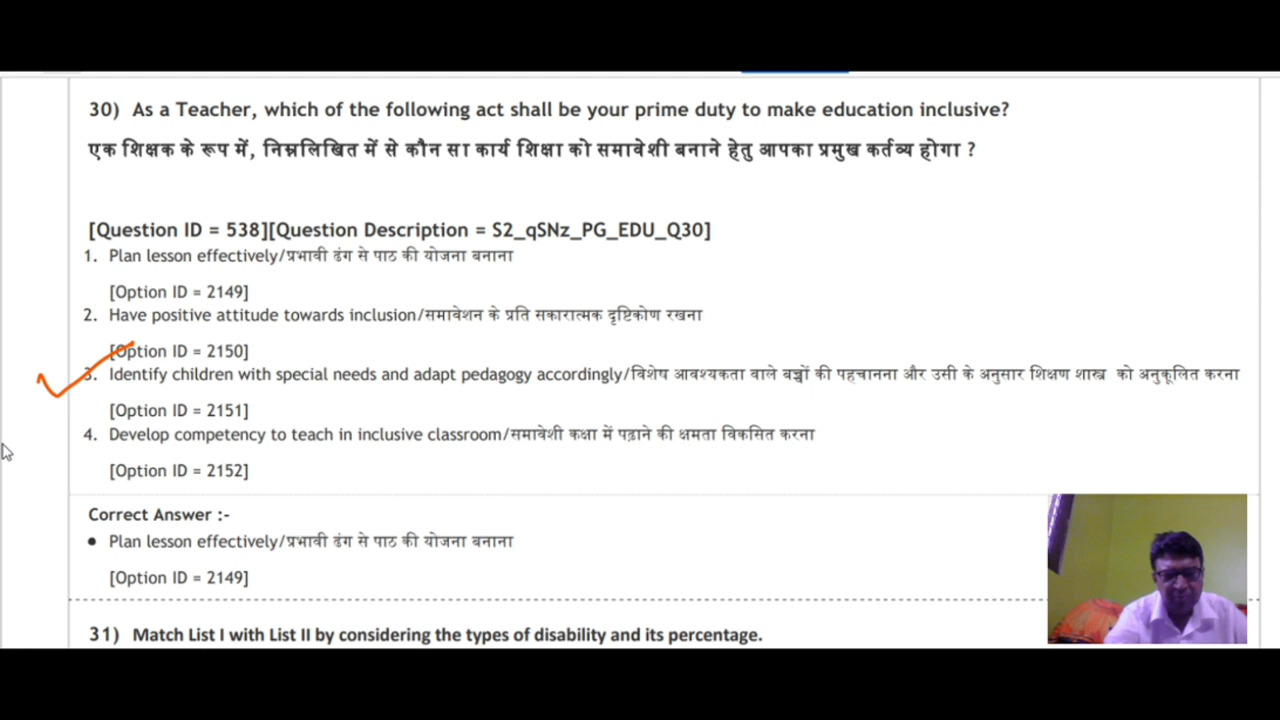 30) As a Teacher, which of the following act shall be your prime duty to make education inclusive?
एक शिक्षक के रूप में, निम्नलिखित में से कौन सा कार्य शिक्षा को समावेशी बनाने हेतु आपका प्रमुख कर्तव्य होगा ?
[Question ID = 538][Question Description = S2_qSNz_PG_EDU_Q30]
1. Plan lesson effectively/प्रभावी ढंग से पाठ की योजना बनाना
[Option ID = 2149]
2. Have positive attitude towards inclusion/समावेशन के प्रति सकारात्मक दृष्टिकोण रखना
[Option ID = 2150]
3. Identify children with special needs and adapt pedagogy accordingly/विशेष आवश्यकता वाले बच्चों की पहचानना और उसी के अनुसार शिक्षण शास्त्र को अनुकूलित करना
[Option ID = 2151]
4. Develop competency to teach in inclusive classroom/समावेशी कक्षा में पढ़ाने की क्षमता विकसित करना
[Option ID = 2152]
Correct Answer :-
• Plan lesson effectively/प्रभावी ढंग से पाठ की योजना बनाना
[Option ID = 2149]
31) Match List I with List II by considering the types of disability and its percentage.